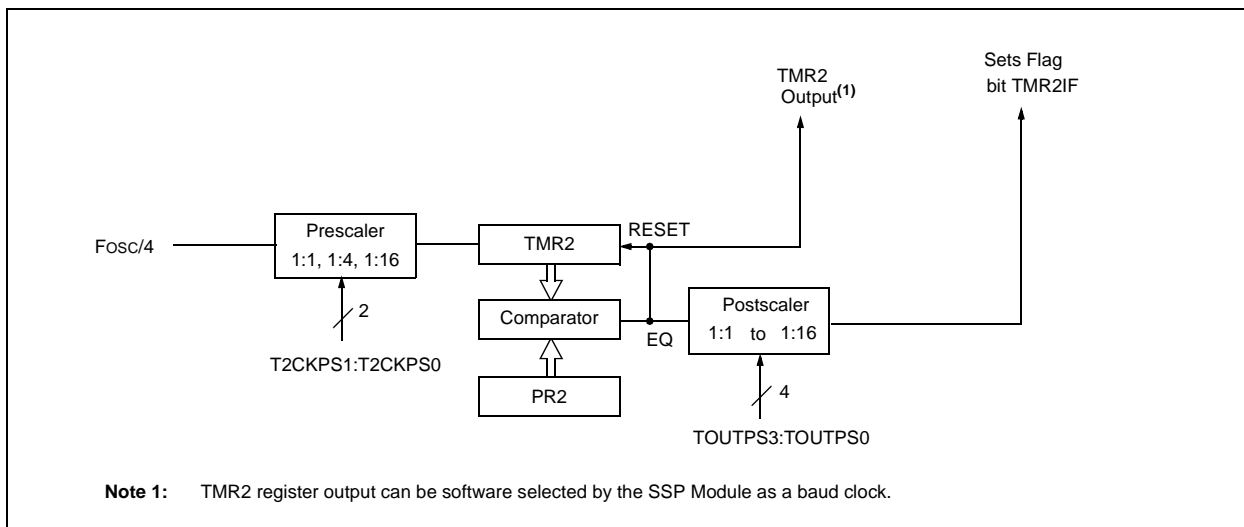 Sets Flag
bit TMR2IF
TMR2
Output(1)
RESET
Prescaler
1:1, 1:4, 1:16
TMR2
FOSC/4
2
Comparator
EQ
Postscaler
1:1 to 1:16
T2CKPS1:T2CKPS0
PR2
4
TOUTPS3:TOUTPS0
Note 1: TMR2 register output can be software selected by the SSP Module as a baud clock.